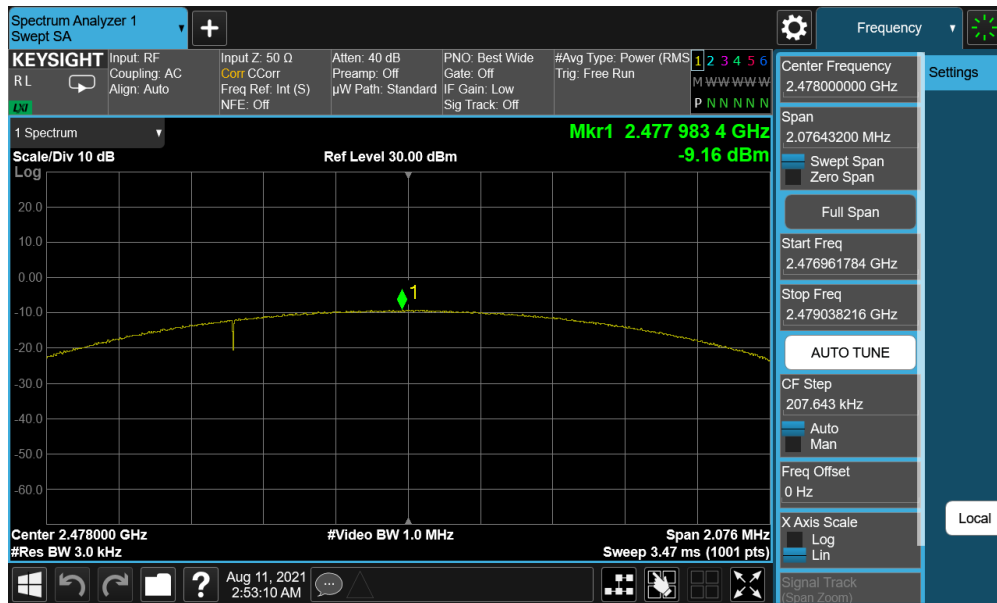 Spectrum Analyzer 1
Swept SA
Frequency
KEYSIGHT
R L
LXI
Input: RF
Coupling: AC
Align: Auto
Input Z: 50 Ω
Corr CCorr
Freq Ref: Int (S)
NFE: Off
Atten: 40 dB
Preamp: Off
µW Path: Standard
PNO: Best Wide
Gate: Off
IF Gain: Low
Sig Track: Off
#Avg Type: Power (RMS
Trig: Free Run
1 2 3 4 5 6
M W W W W W
P N N N N N
1 Spectrum
Mkr1 2.477 983 4 GHz
-9.16 dBm
Scale/Div 10 dB
Ref Level 30.00 dBm
Log
20.0
10.0
0.00
-10.0
-20.0
-30.0
-40.0
-50.0
-60.0
1
Center 2.478000 GHz
#Video BW 1.0 MHz
Span 2.076 MHz
#Res BW 3.0 kHz
Sweep 3.47 ms (1001 pts)
Aug 11, 2021
2:53:10 AM
?
Center Frequency
2.478000000 GHz
Span
2.07643200 MHz
Swept Span
Zero Span
Full Span
Start Freq
2.476961784 GHz
Stop Freq
2.479038216 GHz
AUTO TUNE
CF Step
207.643 kHz
Auto
Man
Freq Offset
0 Hz
X Axis Scale
Log
Lin
Signal Track
(Span Zoom)
Settings
Local